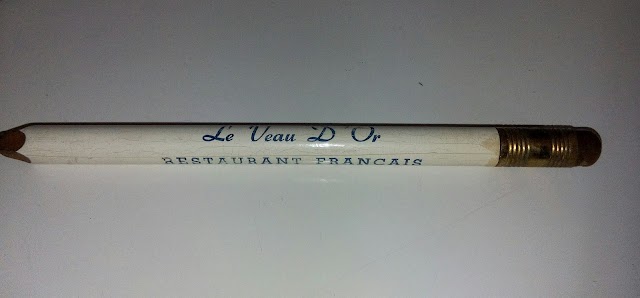 Le Veau D Or
RESTAURANT FRANCAIS